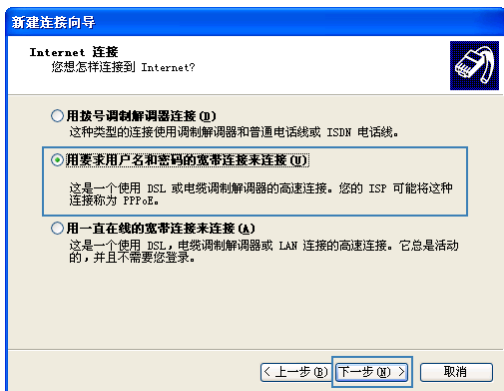 新建连接向导
Internet 连接
您想怎样连接到 Internet?
用拨号调制解调器连接(D)
这种类型的连接使用调制解调器和普通电话线或 ISDN 电话线。
用要求用户名和密码的宽带连接来连接(U)
这是一个使用 DSL 或电缆调制解调器的高速连接。您的 ISP 可能将这种
连接称为 PPPoE。
用一直在线的宽带连接来连接(A)
这是一个使用 DSL，电缆调制解调器或 LAN 连接的高速连接。它总是活动
的，并且不需要您登录。
<上一步(B) 下一步(N)> 取消